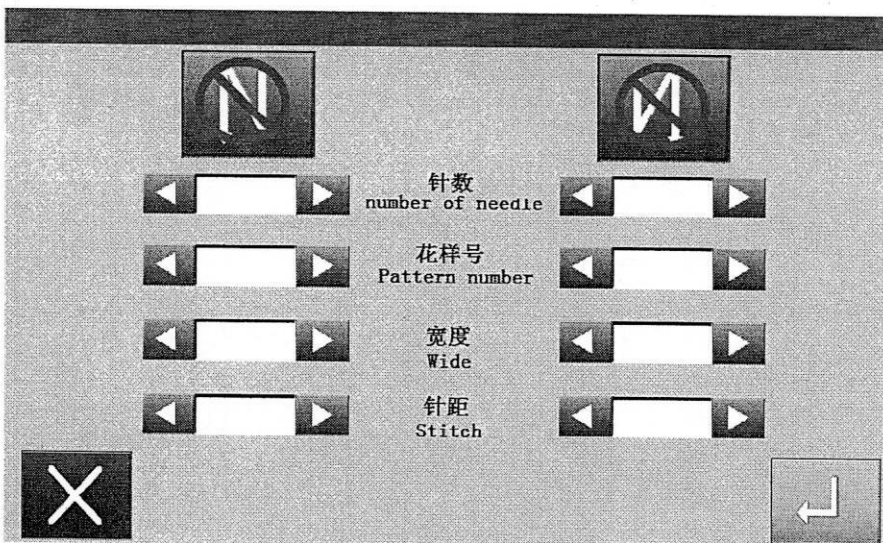 针数
number of needle
花样号
Pattern number
宽度
Wide
针距
Stitch